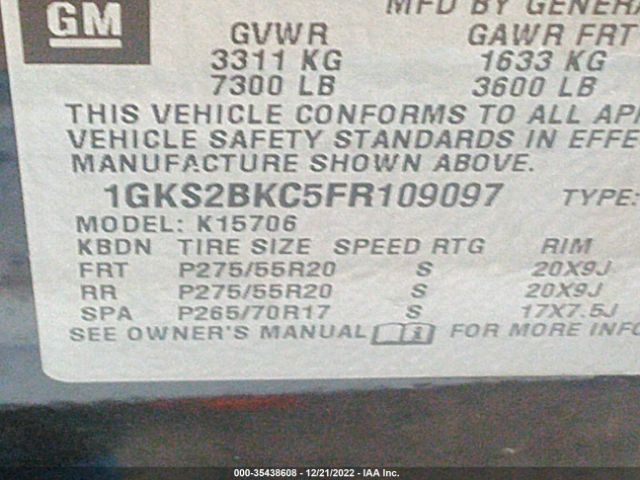 GM
MFD BY GENERA
GVWR GAWR FRT
3311 KG 1633 KG
7300 LB 3600 LB
THIS VEHICLE CONFORMS TO ALL AP
VEHICLE SAFETY STANDARDS IN EFFE
MANUFACTURE SHOWN ABOVE.
1GKS2BKC5FR109097 TYPE:
MODEL: K15706
KBDN TIRE SIZE SPEED RTG RIM
FRT P275/55R20 S 20X9J
RR P275/55R20 S 20X9J
SPA P265/70R17 S 17X7.5J
SEE OWNER'S MANUAL FOR MORE INFO
000-35438608 - 12/21/2022 - IAA Inc.